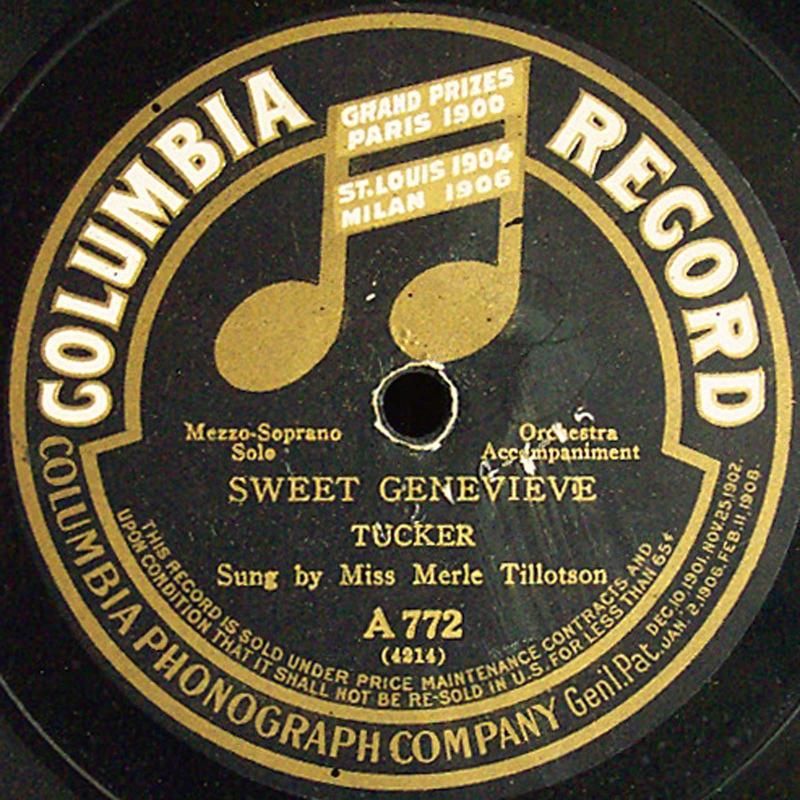 COLUMBIA RECORD
GRAND PRIZES
PARIS 1900
ST. LOUIS 1904
MILAN 1906
Mezzo-Soprano
Solo
Orchestra
Accompaniment
SWEET GENEVIEVE
TUCKER
Sung by Miss Merle Tillotson
A 772
(4214)
THIS RECORD IS SOLD UNDER PRICE MAINTENANCE CONTRACTS AND
UPON CONDITION THAT IT SHALL NOT BE RE-SOLD IN U.S. FOR LESS THAN 65¢
COLUMBIA PHONOGRAPH COMPANY Gen'l. Pat. DEC. 10, 1901. NOV. 25, 1902.
JAN. 2, 1906. FEB. 11, 1908.